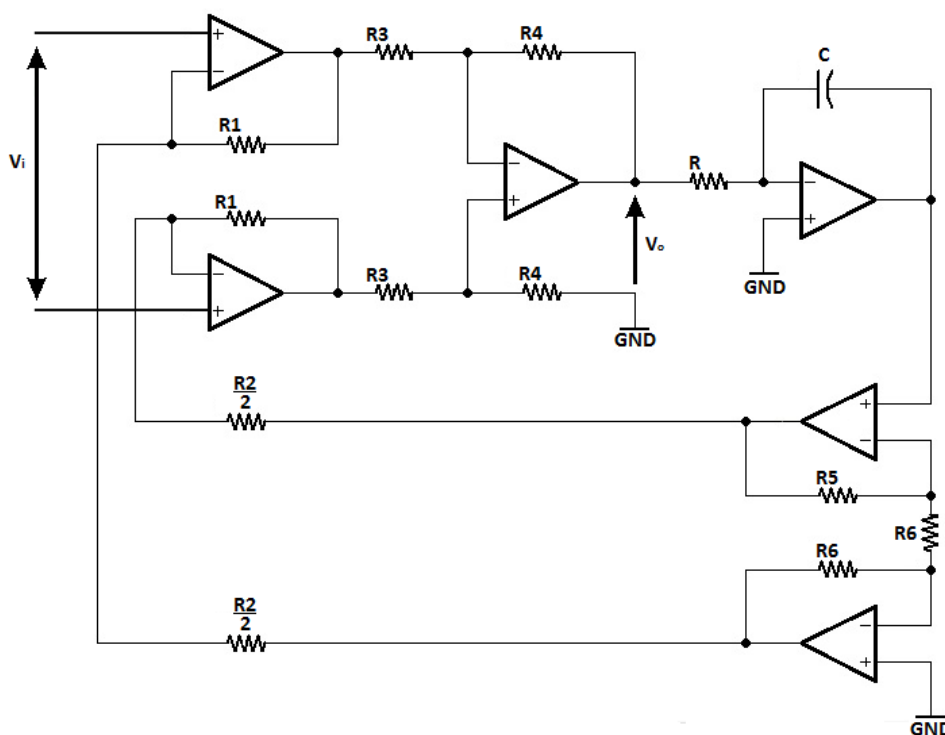 R3
R4
C
+
−
R1
Vi
R
−
+
−
+
R1
Vo
GND
R3
R4
−
+
GND
R2
2
+
−
R5
R6
R6
R2
2
−
+
GND